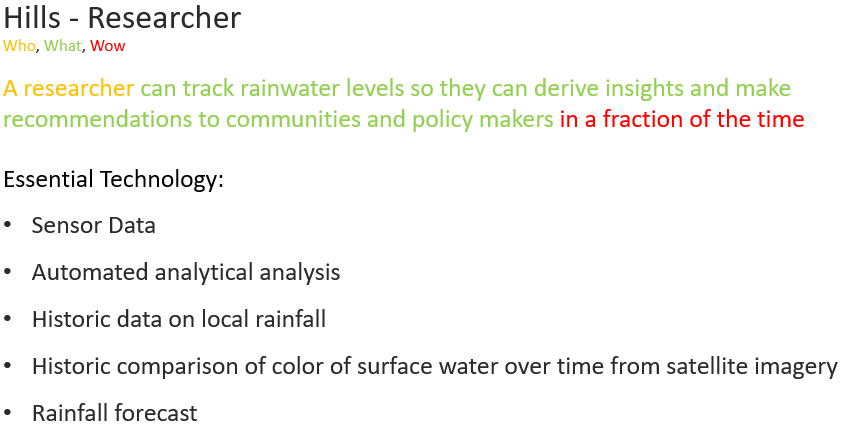 Hills - Researcher
Who, What, Wow
A researcher can track rainwater levels so they can derive insights and make
recommendations to communities and policy makers in a fraction of the time
Essential Technology:
• Sensor Data
• Automated analytical analysis
• Historic data on local rainfall
• Historic comparison of color of surface water over time from satellite imagery
• Rainfall forecast